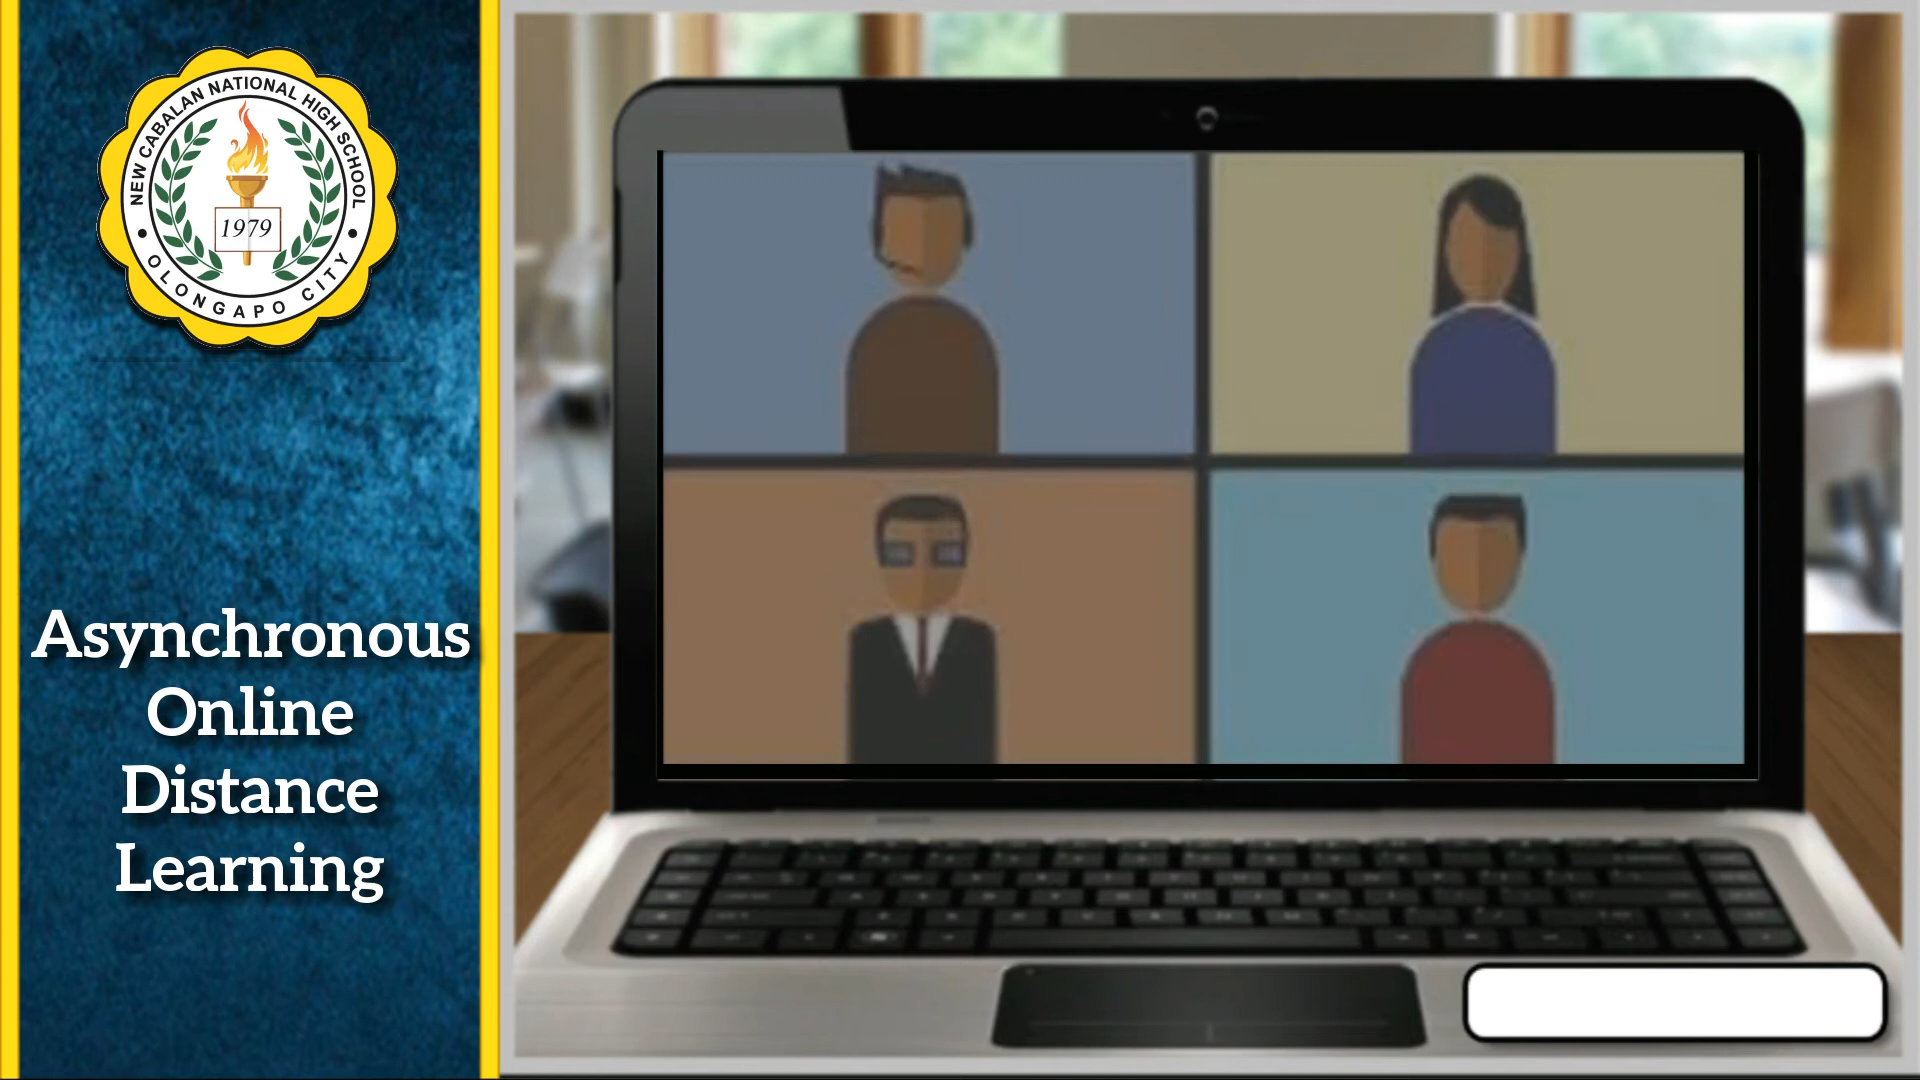 NEW CABALAN NATIONAL HIGH SCHOOL
1979
OLONGAPO CITY
Asynchronous
Online
Distance
Learning